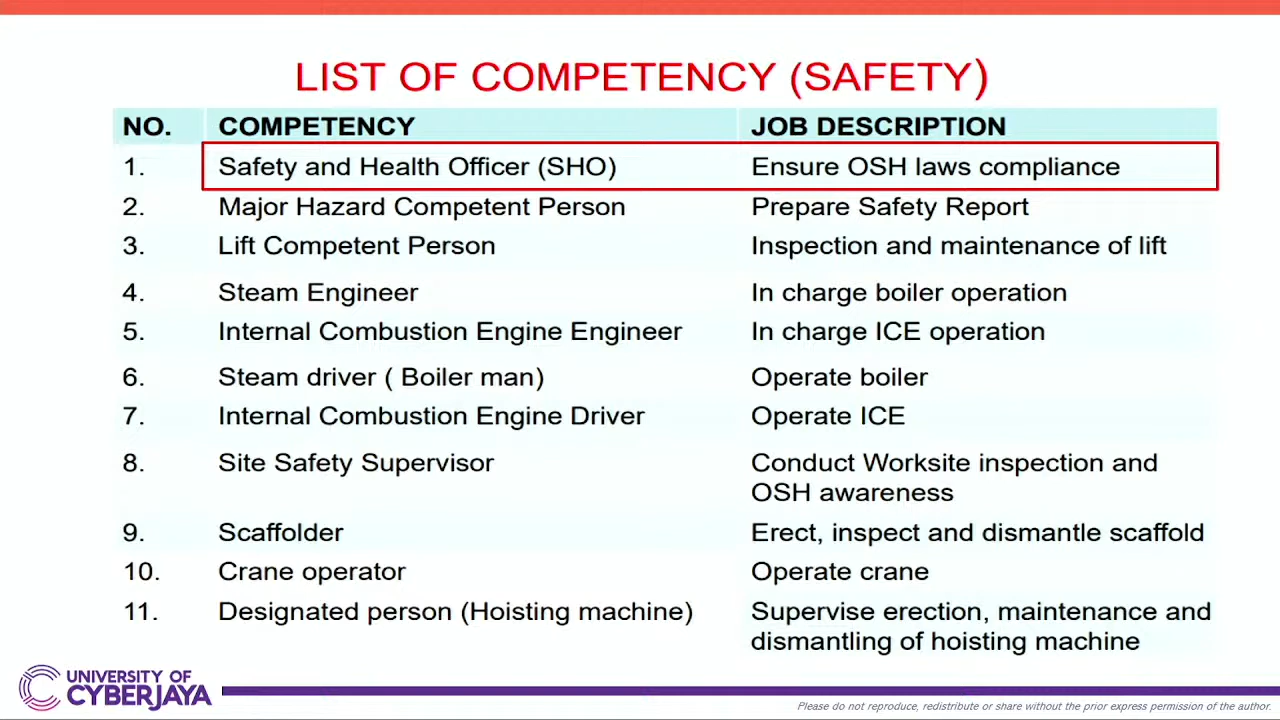 LIST OF COMPETENCY (SAFETY)
NO. COMPETENCY JOB DESCRIPTION
1. Safety and Health Officer (SHO) Ensure OSH laws compliance
2. Major Hazard Competent Person Prepare Safety Report
3. Lift Competent Person Inspection and maintenance of lift
4. Steam Engineer In charge boiler operation
5. Internal Combustion Engine Engineer In charge ICE operation
6. Steam driver ( Boiler man) Operate boiler
7. Internal Combustion Engine Driver Operate ICE
8. Site Safety Supervisor Conduct Worksite inspection and
OSH awareness
9. Scaffolder Erect, inspect and dismantle scaffold
10. Crane operator Operate crane
11. Designated person (Hoisting machine) Supervise erection, maintenance and
dismantling of hoisting machine
UNIVERSITY OF
CYBERJAYA
Please do not reproduce, redistribute or share without the prior express permission of the author.